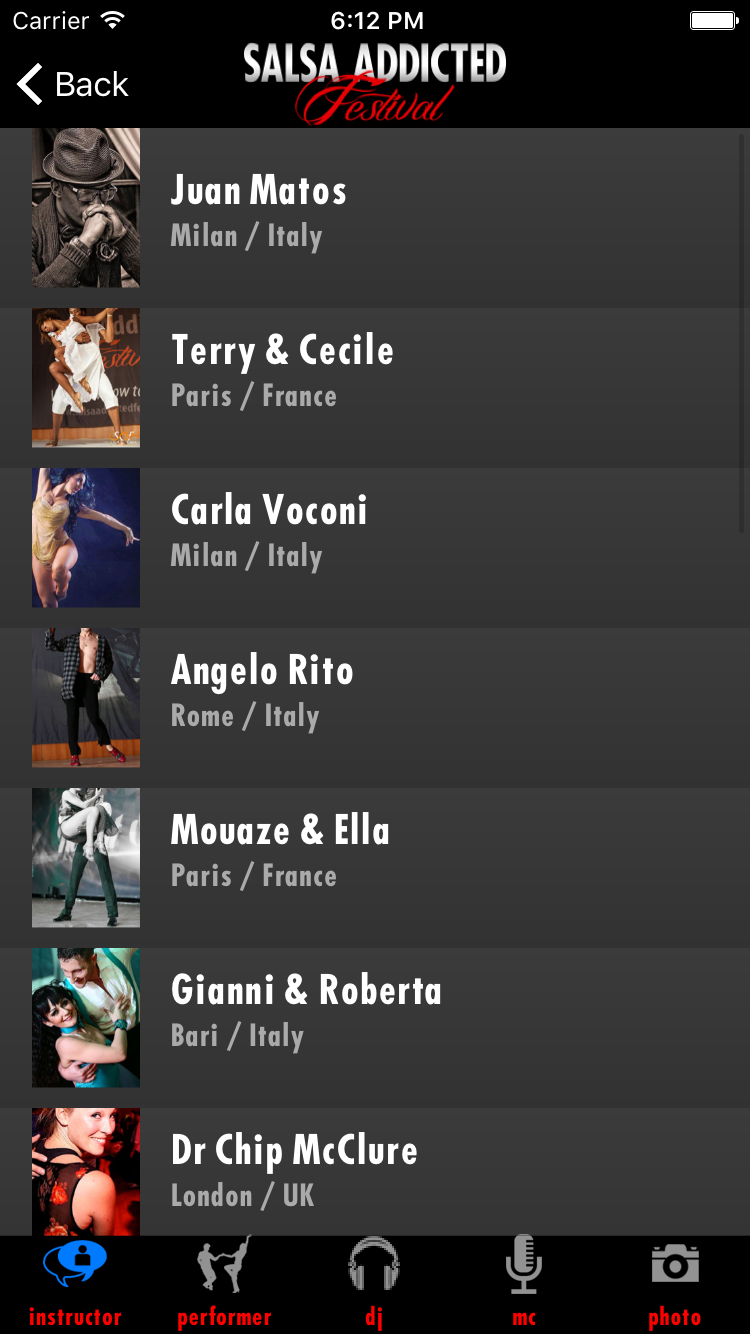 Carrier
6:12 PM
Back
SALSA ADDICTED
Festival
Juan Matos
Milan / Italy
Terry & Cecile
Paris / France
Carla Voconi
Milan / Italy
Angelo Rito
Rome / Italy
Mouaze & Ella
Paris / France
Gianni & Roberta
Bari / Italy
Dr Chip McClure
London / UK
instructor
performer
dj
mc
photo